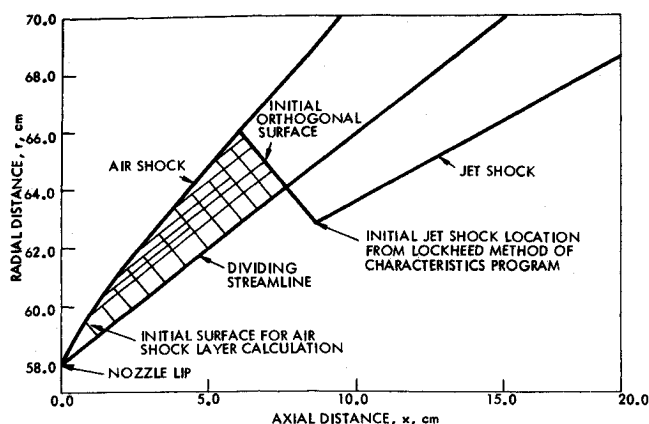 70.0
68.0
66.0
64.0
62.0
60.0
58.0
RADIAL DISTANCE, r, cm
AIR SHOCK
INITIAL
ORTHOGONAL
SURFACE
JET SHOCK
INITIAL JET SHOCK LOCATION
FROM LOCKHEED METHOD OF
CHARACTERISTICS PROGRAM
DIVIDING
STREAMLINE
INITIAL SURFACE FOR AIR
SHOCK LAYER CALCULATION
NOZZLE LIP
0.0 5.0 10.0 15.0 20.0
AXIAL DISTANCE, x, cm